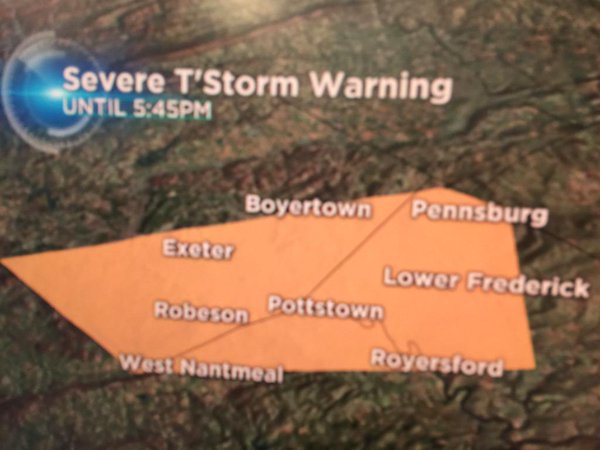 Severe T'Storm Warning
UNTIL 5:45PM
Boyertown
Pennsburg
Exeter
Lower Frederick
Robeson
Pottstown
West Nantmeal
Royersford